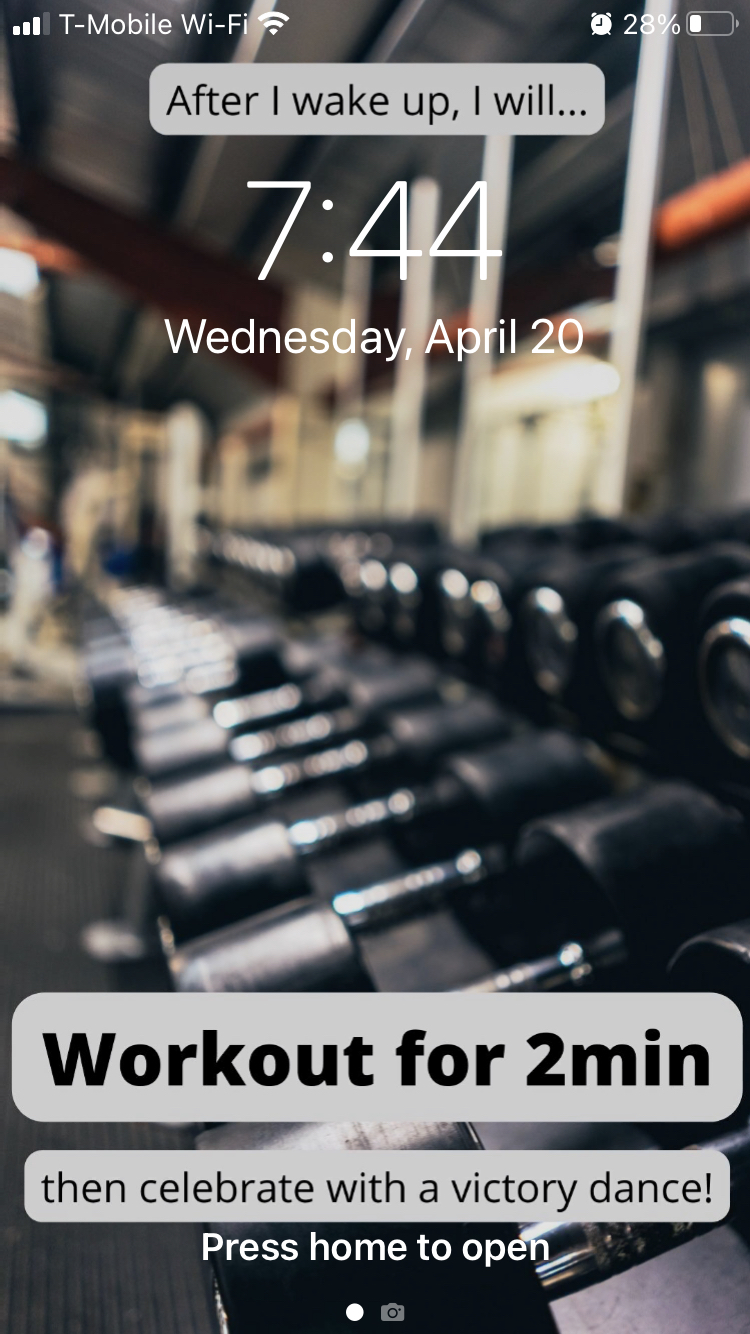 T-Mobile Wi-Fi 28%
After I wake up, I will...
7:44
Wednesday, April 20
Workout for 2min
then celebrate with a victory dance!
Press home to open